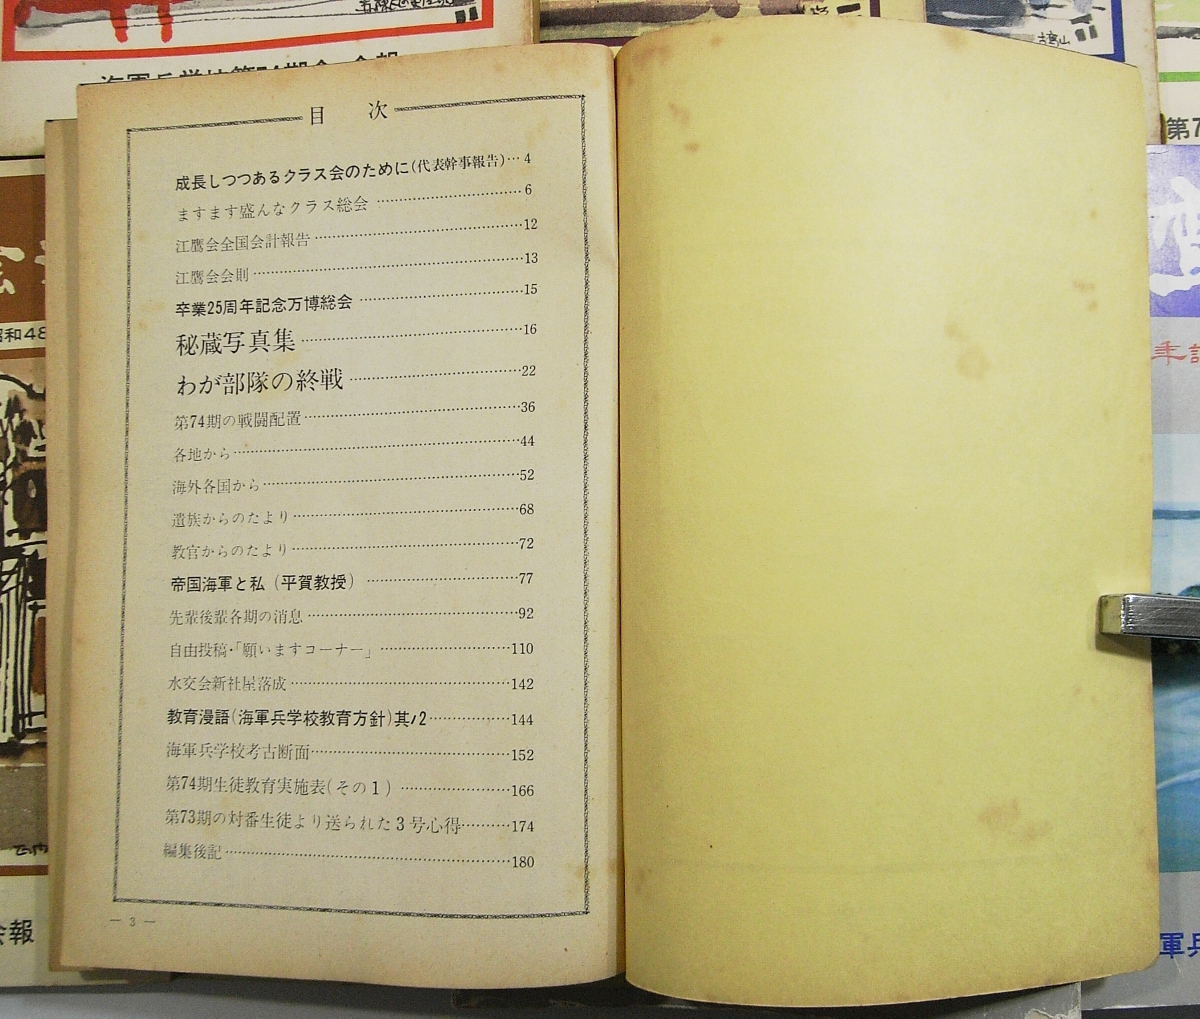 海軍兵学校第74期会 会報
第7
昭和48
会報
軍兵
目 次
成長しつつあるクラス会のために(代表幹事報告)…4
ますます盛んなクラス総会……6
江鷹会全国会計報告……12
江鷹会会則……13
卒業25周年記念万博総会……15
秘蔵写真集……16
わが部隊の終戦……22
第74期の戦闘配置……36
各地から……44
海外各国から……52
遺族からのたより……68
教官からのたより……72
帝国海軍と私(平賀教授)……77
先輩後輩各期の消息……92
自由投稿・「願いますコーナー」……110
水交会新社屋落成……142
教育漫語(海軍兵学校教育方針)其ノ2……144
海軍兵学校考古断面……152
第74期生徒教育実施表(その1)……166
第73期の対番生徒より送られた3号心得……174
編集後記……180
— 3 —